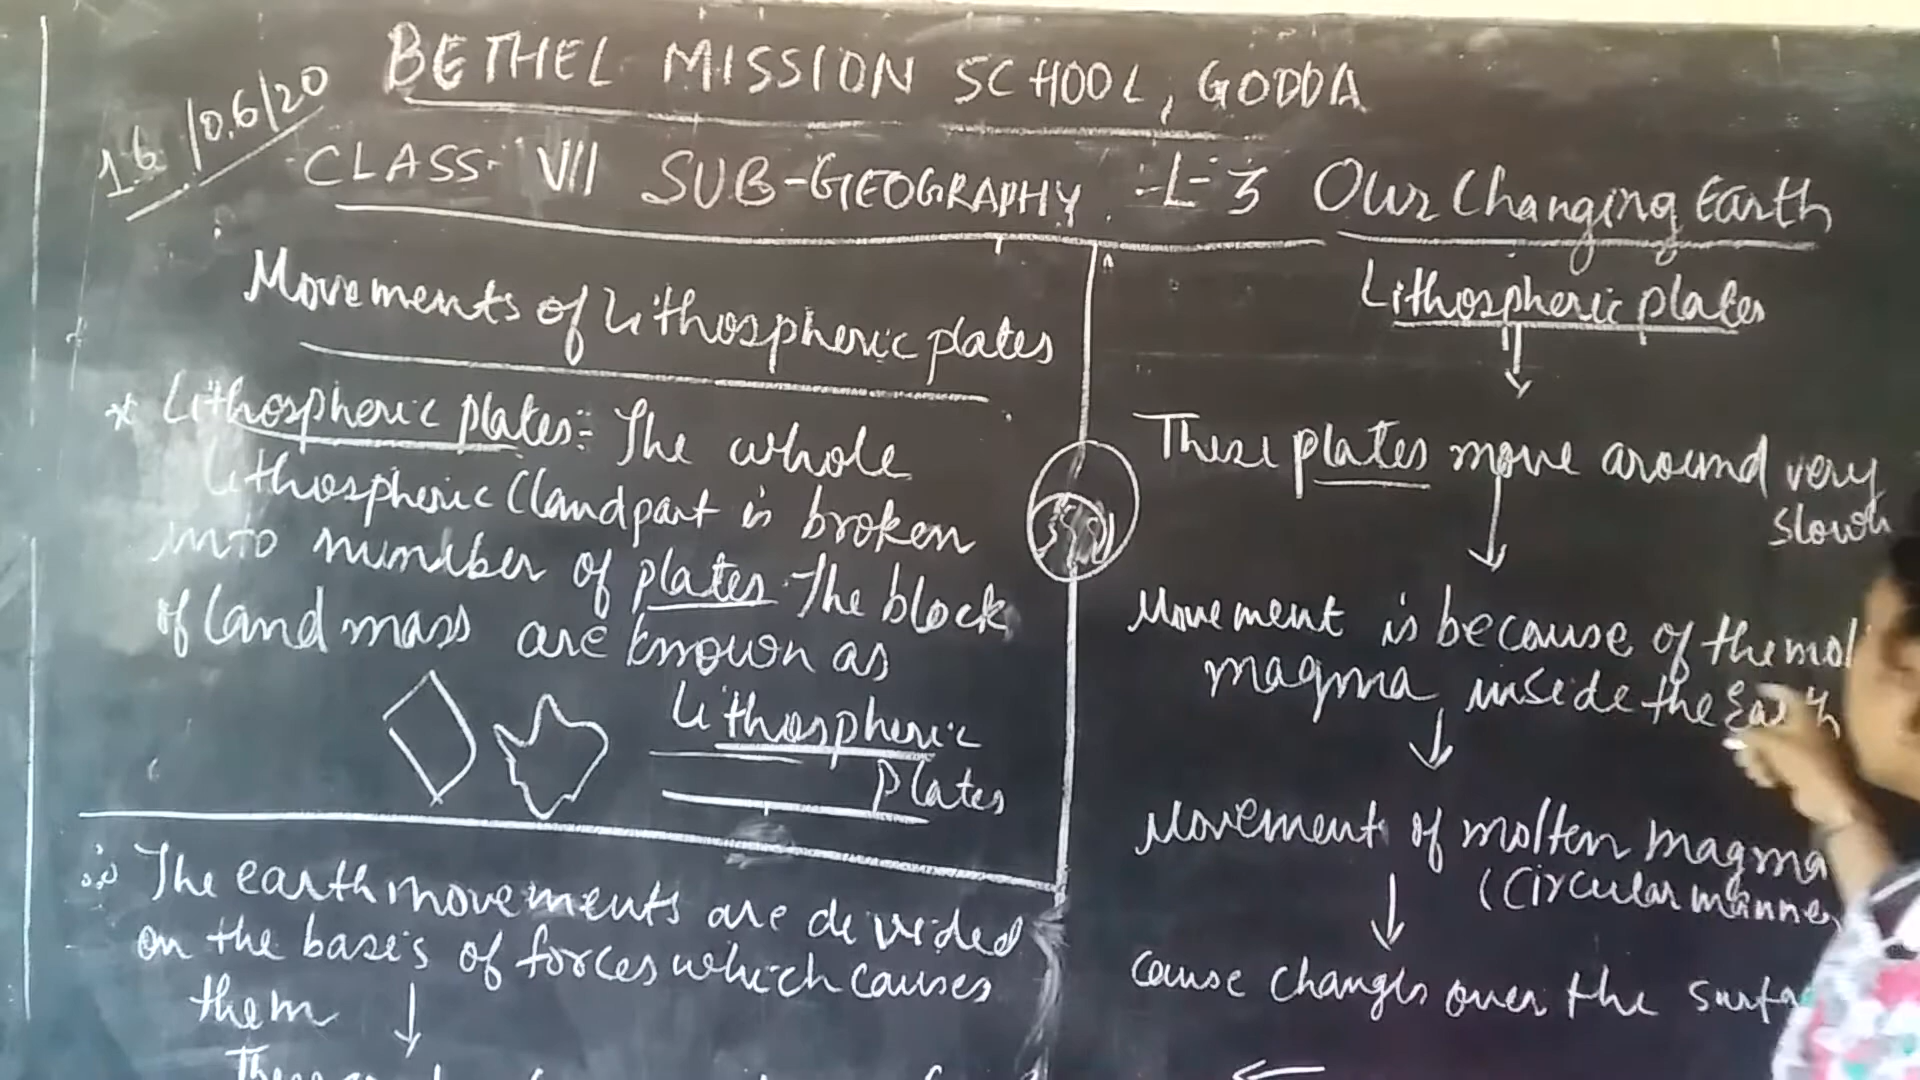 BETHEL MISSION SCHOOL, GODDA
16/06/20
CLASS- VII SUB-GEOGRAPHY L-3 Our Changing Earth
Movements of Lithospheric plates
* Lithospheric plates:- The whole
Lithospheric (landpart is broken
into number of plates. The block
of land mass are known as
Lithospheric
plates
∴ The earth movements are devided
on the basis of forces which causes
them
Lithospheric plates
These plates move around very
slowly
Movement is because of the
magma inside the Earth
Movement of molten magma
(Circular manner
cause changes over the